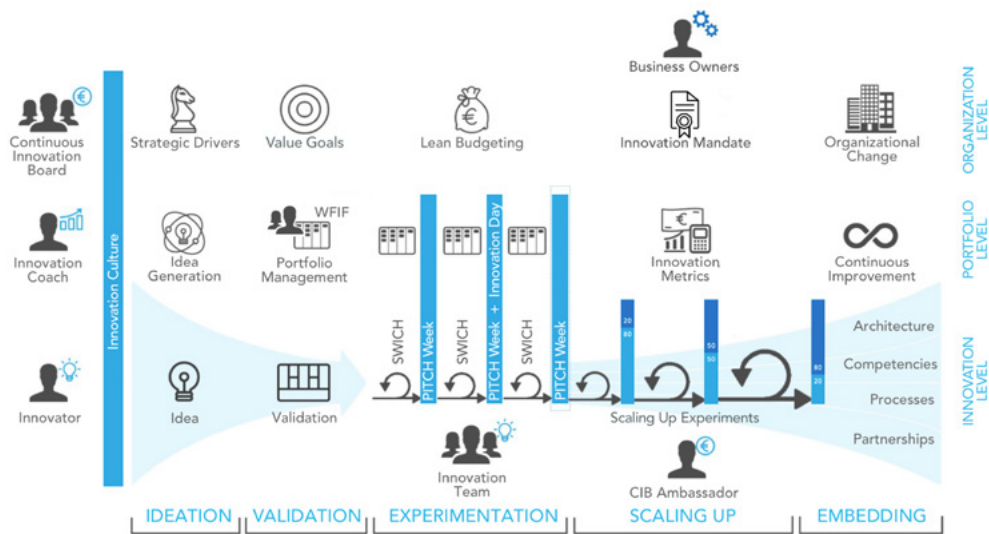 Business Owners
Continuous
Innovation
Board
Strategic Drivers
Value Goals
Lean Budgeting
Innovation Mandate
Organizational
Change
ORGANIZATION
LEVEL
Innovation Culture
Innovation
Coach
Idea
Generation
WFIF
Portfolio
Management
PITCH Week
PITCH Week + Innovation Day
PITCH Week
Innovation
Metrics
Continuous
Improvement
PORTFOLIO
LEVEL
Innovator
Idea
Validation
SWICH
SWICH
SWICH
20
80
50
50
80
20
Scaling Up Experiments
Architecture
Competencies
Processes
Partnerships
INNOVATION
LEVEL
Innovation
Team
CIB Ambassador
IDEATION
VALIDATION
EXPERIMENTATION
SCALING UP
EMBEDDING